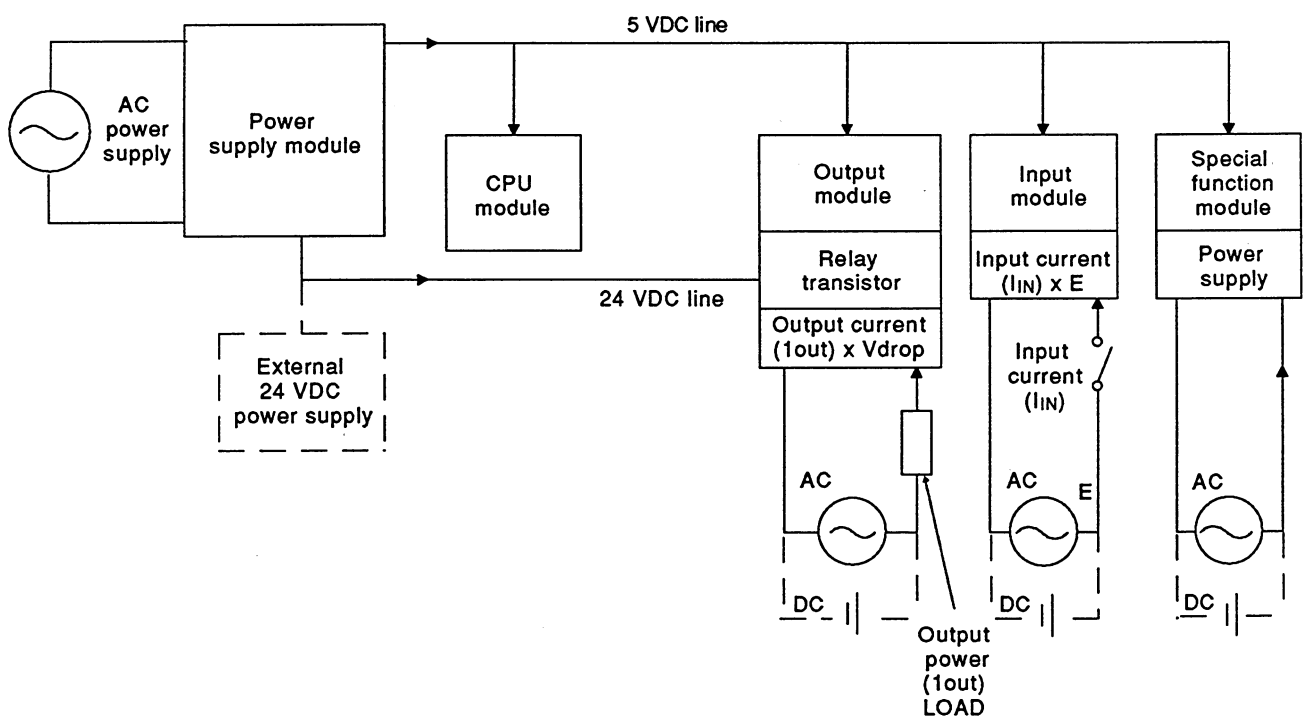 5 VDC line
AC
power
supply
Power
supply module
CPU
module
Output
module
Input
module
Special
function
module
Relay
transistor
Input current
(IIN) x E
Power
supply
24 VDC line
Output current
(1out) x Vdrop
External
24 VDC
power supply
Input
current
(IIN)
AC
AC
E
AC
DC
DC
DC
Output
power
(1out)
LOAD